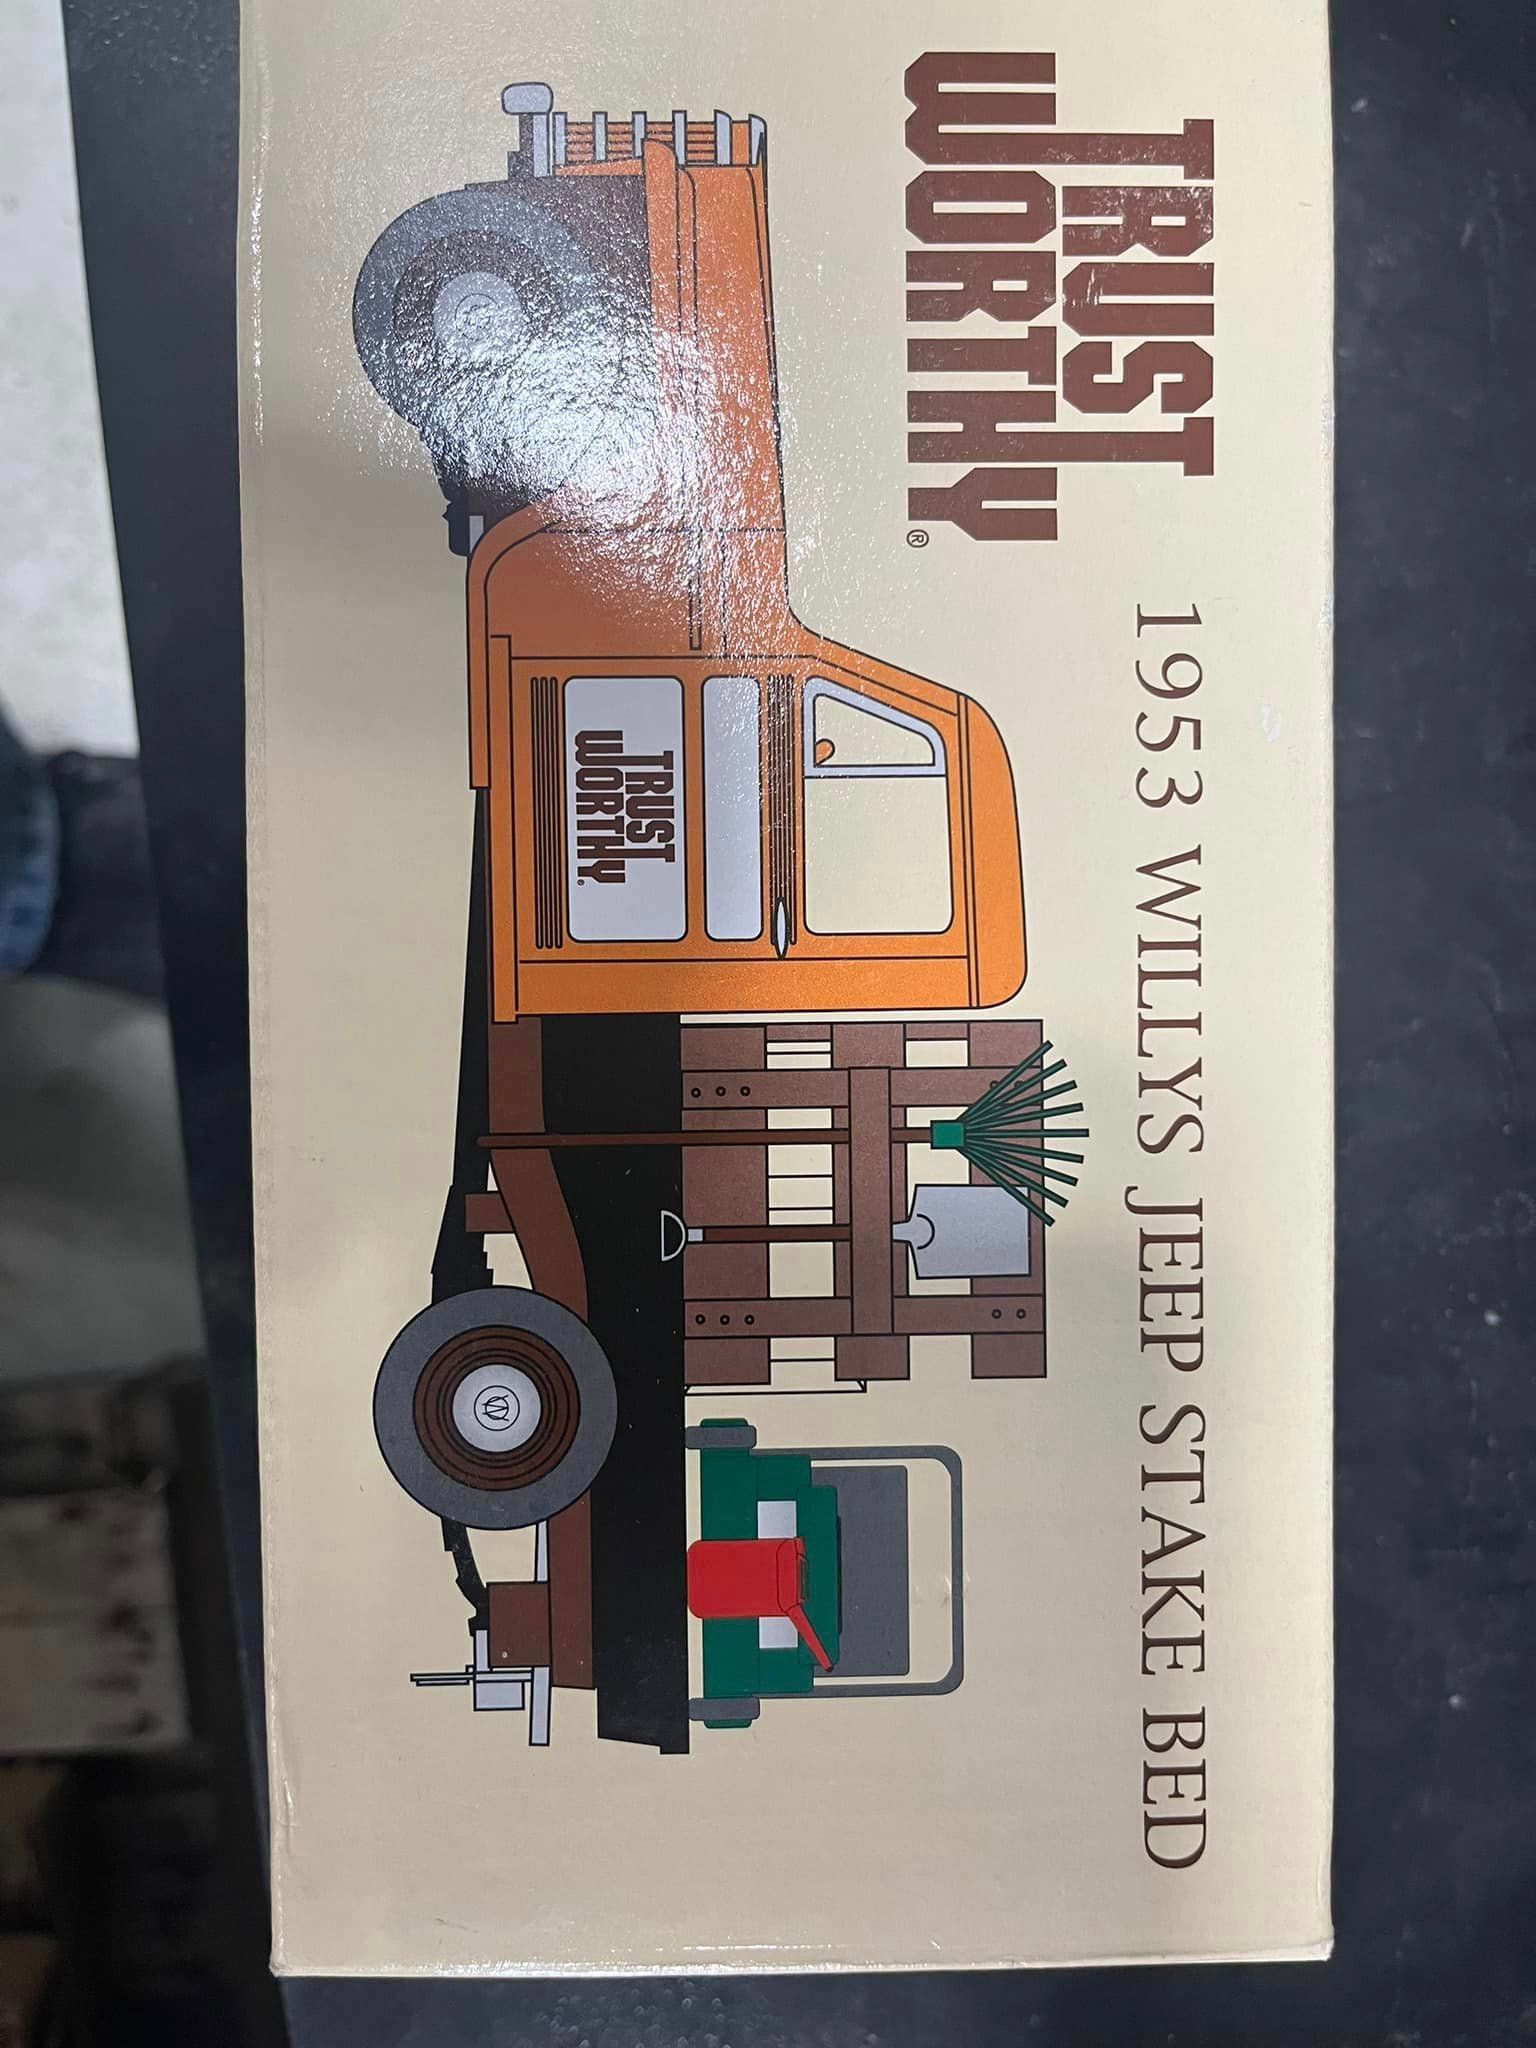 TRUST
WORTHY®
1953 WILLYS JEEP STAKE BED
TRUST
WORTHY®
W